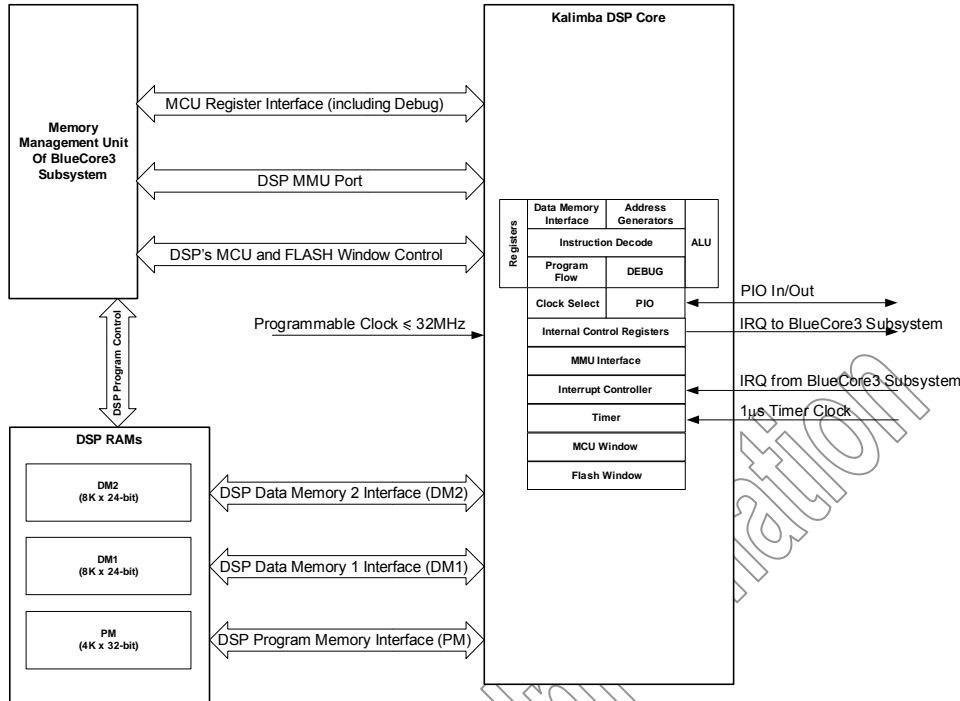 Kalimba DSP Core
Memory
Management Unit
Of BlueCore3
Subsystem
MCU Register Interface (including Debug)
DSP MMU Port
DSP's MCU and FLASH Window Control
Programmable Clock ≤ 32MHz
DSP Program Control
Registers
Data Memory
Interface
Address
Generators
ALU
Instruction Decode
Program
Flow
DEBUG
Clock Select
PIO
Internal Control Registers
MMU Interface
Interrupt Controller
Timer
MCU Window
Flash Window
PIO In/Out
IRQ to BlueCore3 Subsystem
IRQ from BlueCore3 Subsystem
1µs Timer Clock
DSP RAMs
DM2
(8K x 24-bit)
DM1
(8K x 24-bit)
PM
(4K x 32-bit)
DSP Data Memory 2 Interface (DM2)
DSP Data Memory 1 Interface (DM1)
DSP Program Memory Interface (PM)